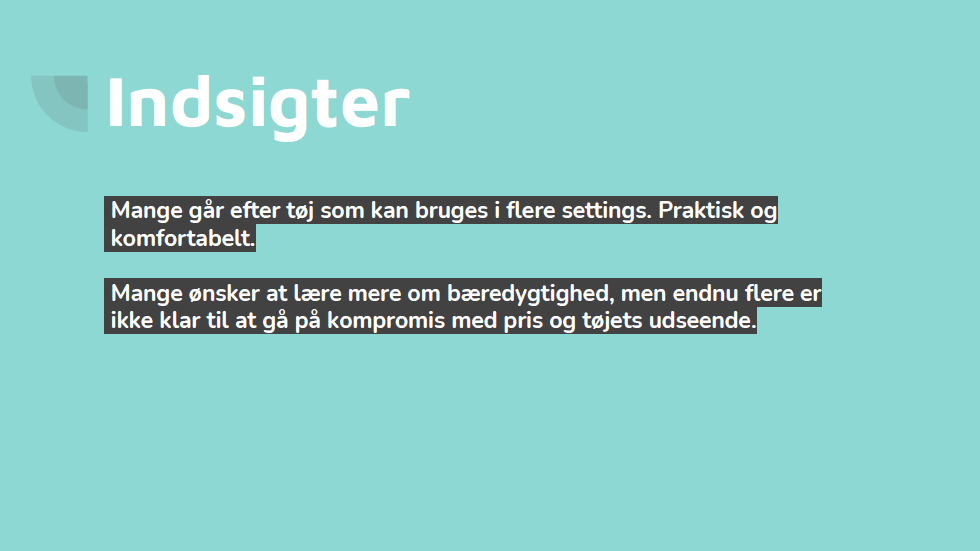 Indsigter
Mange går efter tøj som kan bruges i flere settings. Praktisk og
komfortabelt.
Mange ønsker at lære mere om bæredygtighed, men endnu flere er
ikke klar til at gå på kompromis med pris og tøjets udseende.